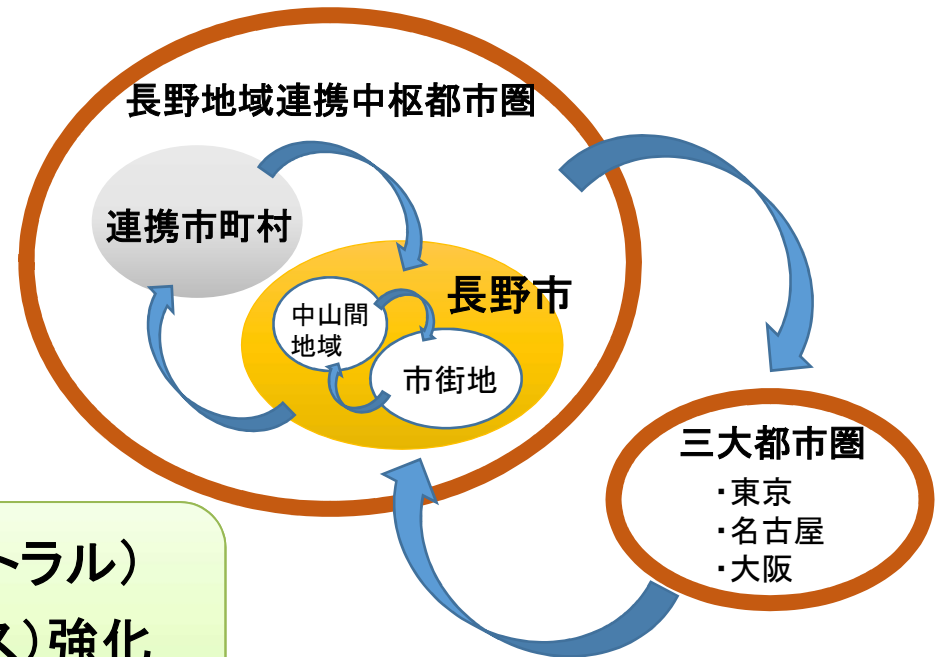 長野地域連携中枢都市圏
連携市町村
長野市
中山間
地域
市街地
三大都市圏
・東京
・名古屋
・大阪
トラル）
ス）強化